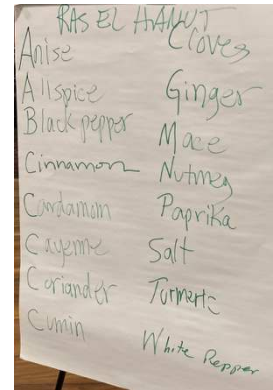 RAS EL HANUT
Anise
Allspice
Black pepper
Cinnamon
Cardamom
Cayenne
Coriander
Cumin
Cloves
Ginger
Mace
Nutmeg
Paprika
Salt
Turmeric
White Pepper